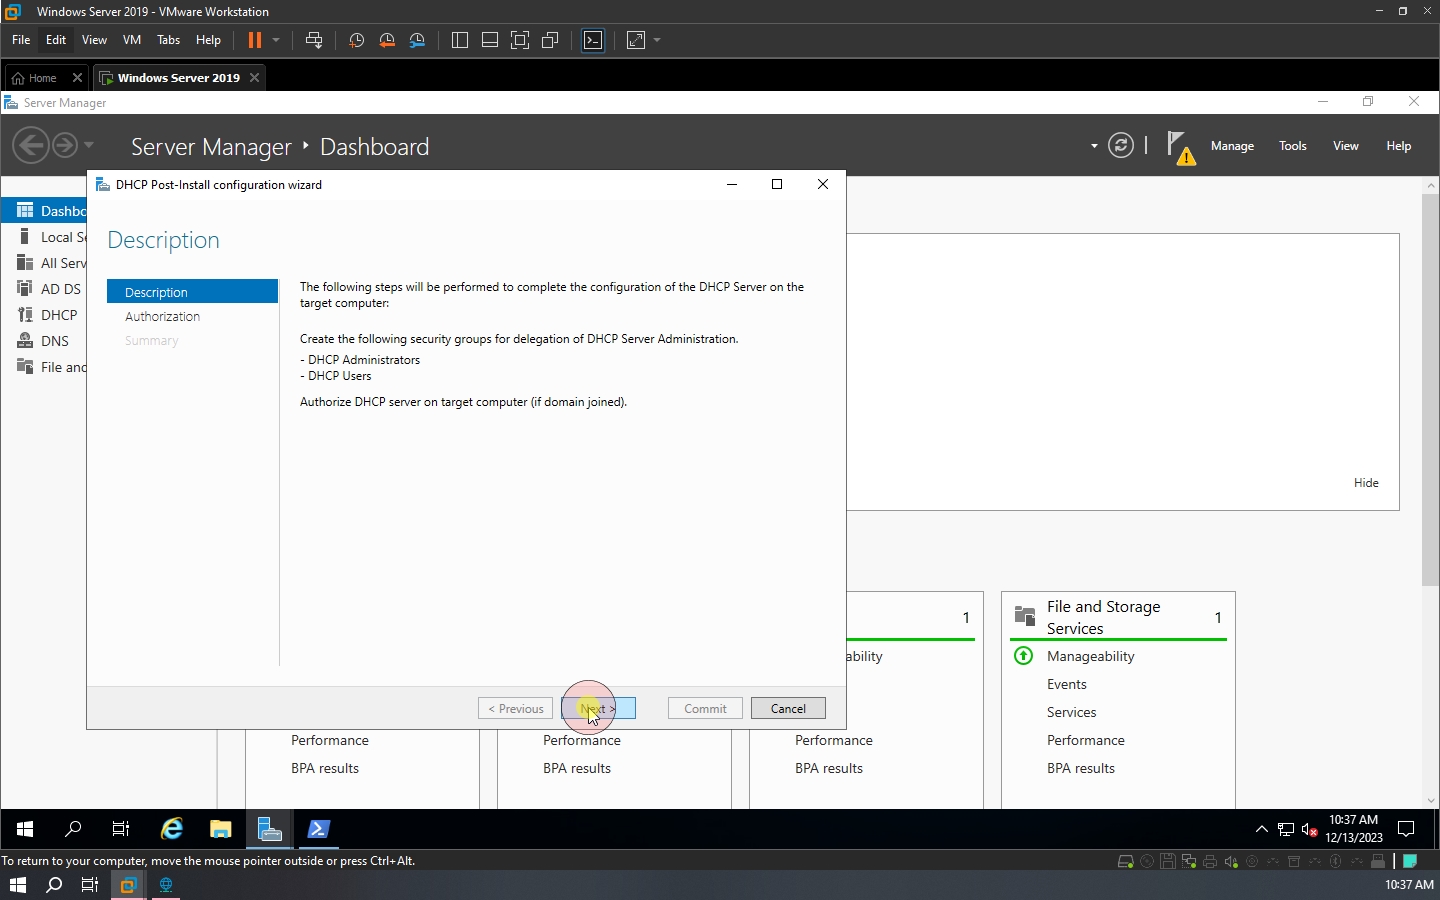 Windows Server 2019 - VMware Workstation
File Edit View VM Tabs Help
Home Windows Server 2019
Server Manager
Server Manager Dashboard
Manage Tools View Help
DHCP Post-Install configuration wizard
Dashbo
Local Se
All Serv
AD DS
DHCP
DNS
File and
Description
Description
Authorization
Summary
The following steps will be performed to complete the configuration of the DHCP Server on the
target computer:
Create the following security groups for delegation of DHCP Server Administration.
- DHCP Administrators
- DHCP Users
Authorize DHCP server on target computer (if domain joined).
Hide
< Previous Next > Commit Cancel
1
ability
File and Storage
Services
1
Manageability
Events
Services
Performance
BPA results
Performance
BPA results
Performance
BPA results
Performance
BPA results
10:37 AM
12/13/2023
To return to your computer, move the mouse pointer outside or press Ctrl+Alt.
10:37 AM